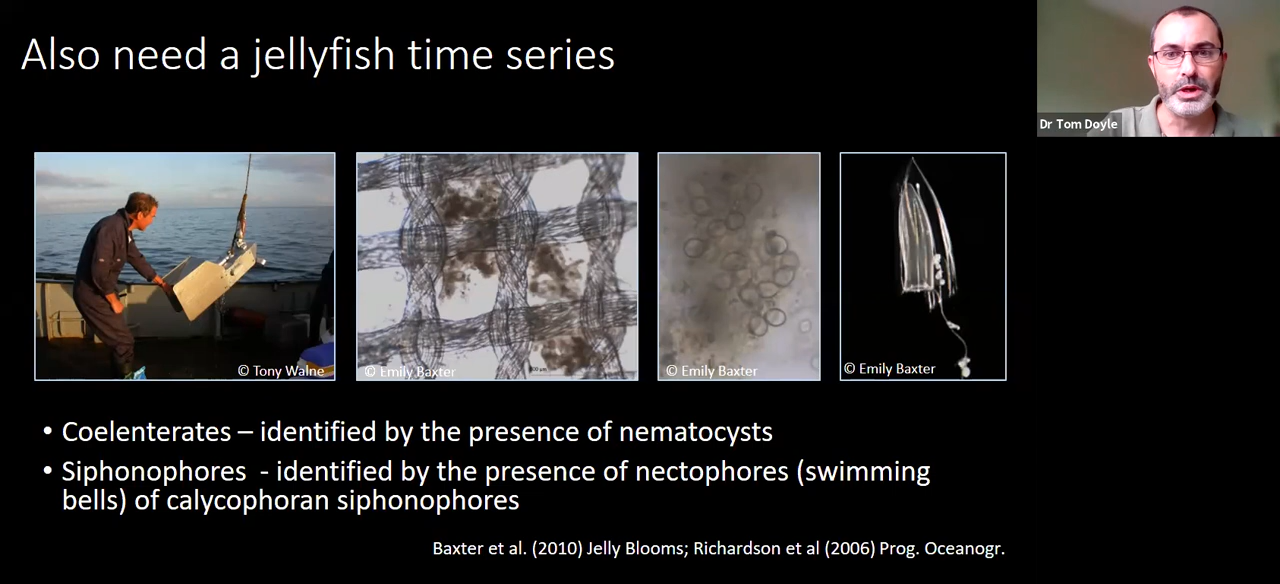 Also need a jellyfish time series
Dr Tom Doyle
© Tony Walne
© Emily Baxter
© Emily Baxter
© Emily Baxter
• Coelenterates – identified by the presence of nematocysts
• Siphonophores - identified by the presence of nectophores (swimming
bells) of calycophoran siphonophores
Baxter et al. (2010) Jelly Blooms; Richardson et al (2006) Prog. Oceanogr.